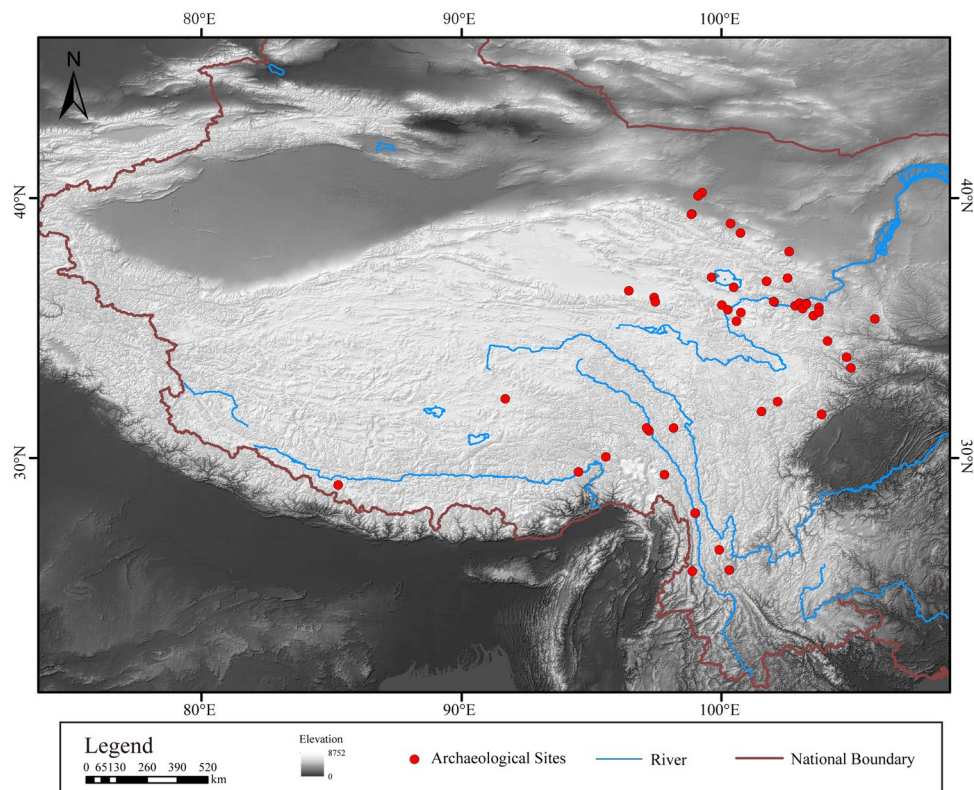 80°E 90°E 100°E
N
40°N 40°N
30°N 30°N
80°E 90°E 100°E
Legend
0 65130 260 390 520
km
Elevation
8752
0
Archaeological Sites
River
National Boundary